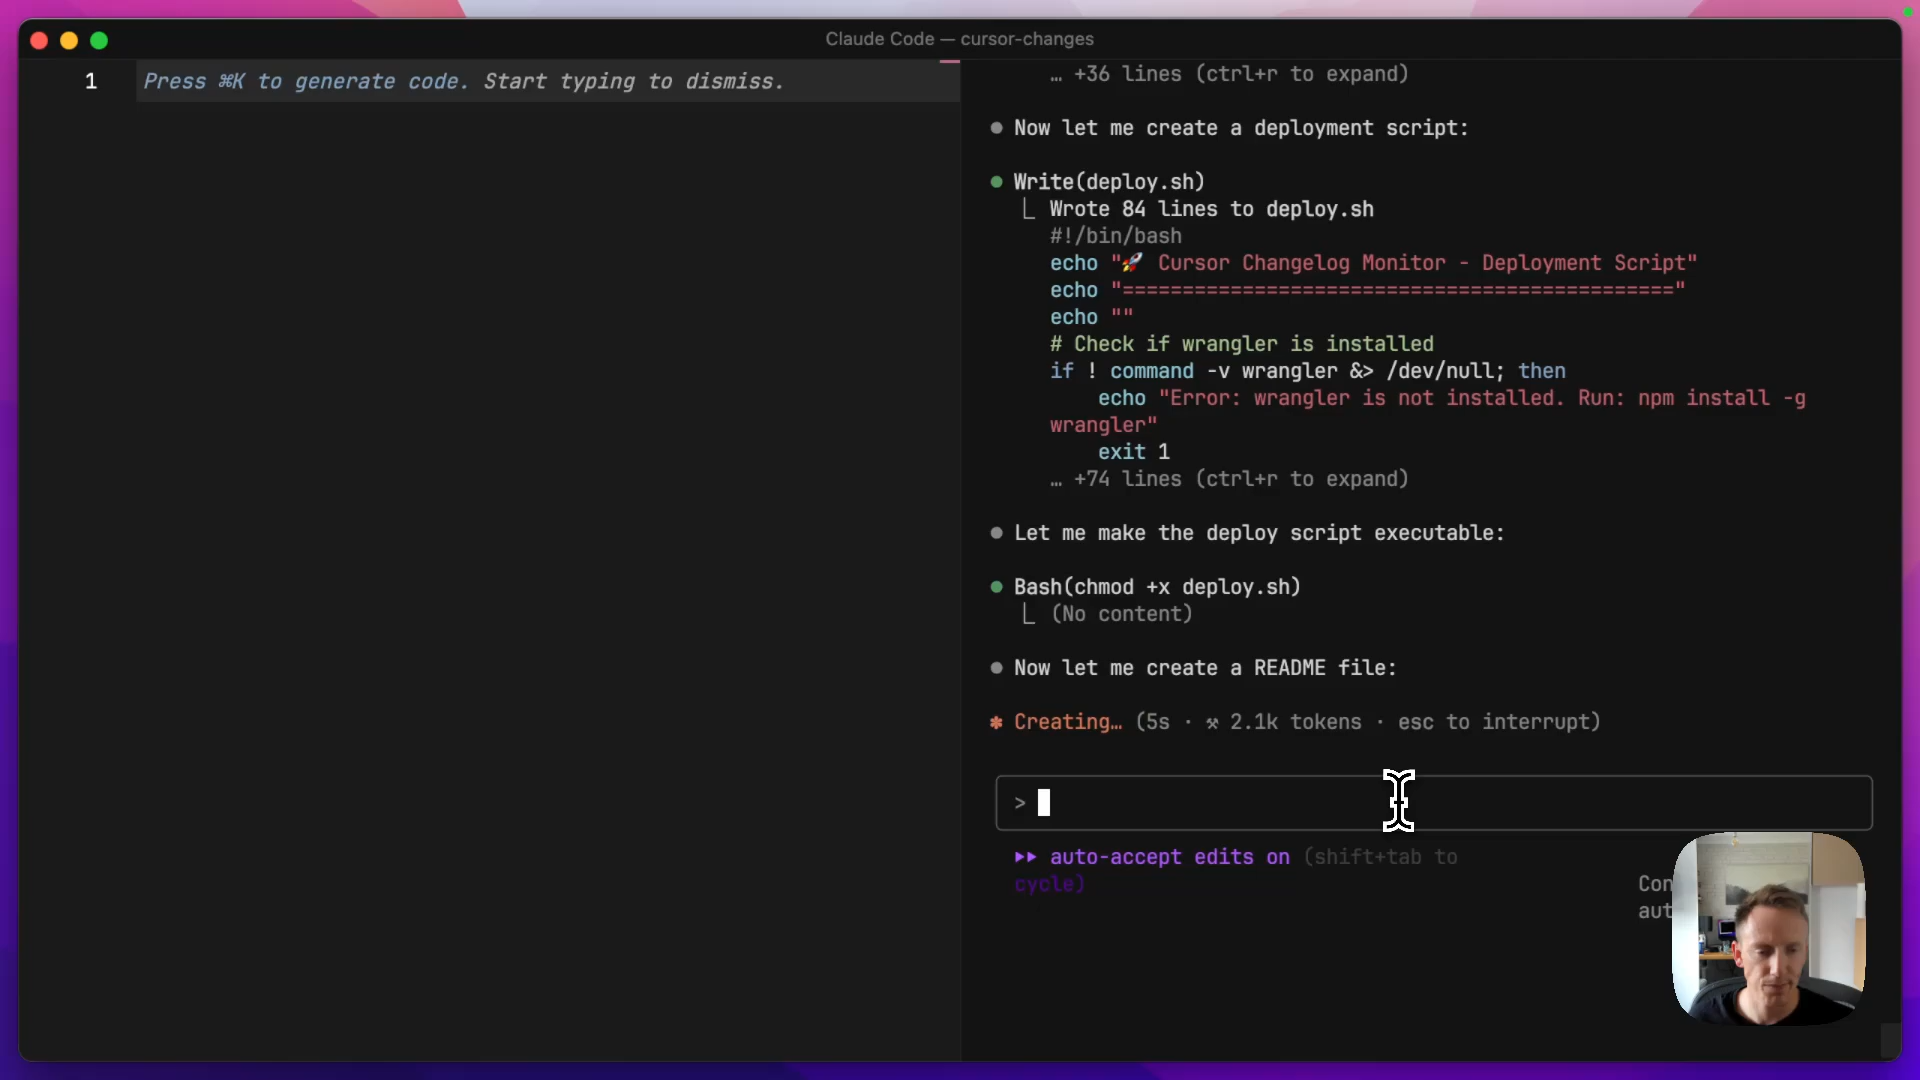 Claude Code — cursor-changes
1 Press ⌘K to generate code. Start typing to dismiss.
… +36 lines (ctrl+r to expand)
● Now let me create a deployment script:
● Write(deploy.sh)
⎿ Wrote 84 lines to deploy.sh
#!/bin/bash
echo "🚀 Cursor Changelog Monitor - Deployment Script"
echo "=============================================="
echo ""
# Check if wrangler is installed
if ! command -v wrangler &> /dev/null; then
echo "Error: wrangler is not installed. Run: npm install -g
wrangler"
exit 1
… +74 lines (ctrl+r to expand)
● Let me make the deploy script executable:
● Bash(chmod +x deploy.sh)
⎿ (No content)
● Now let me create a README file:
✽ Creating… (5s · ⚒ 2.1k tokens · esc to interrupt)
>
⏵⏵ auto-accept edits on (shift+tab to
cycle)
Con
aut